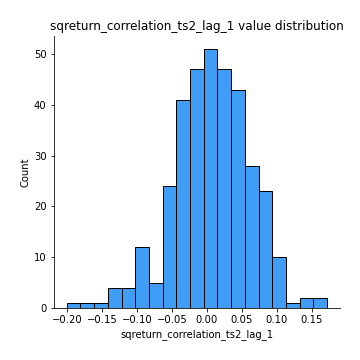 sqreturn_correlation_ts2_lag_1 value distribution
50
40
30
20
10
0
Count
−0.20 −0.15 −0.10 −0.05 0.00 0.05 0.10 0.15
sqreturn_correlation_ts2_lag_1